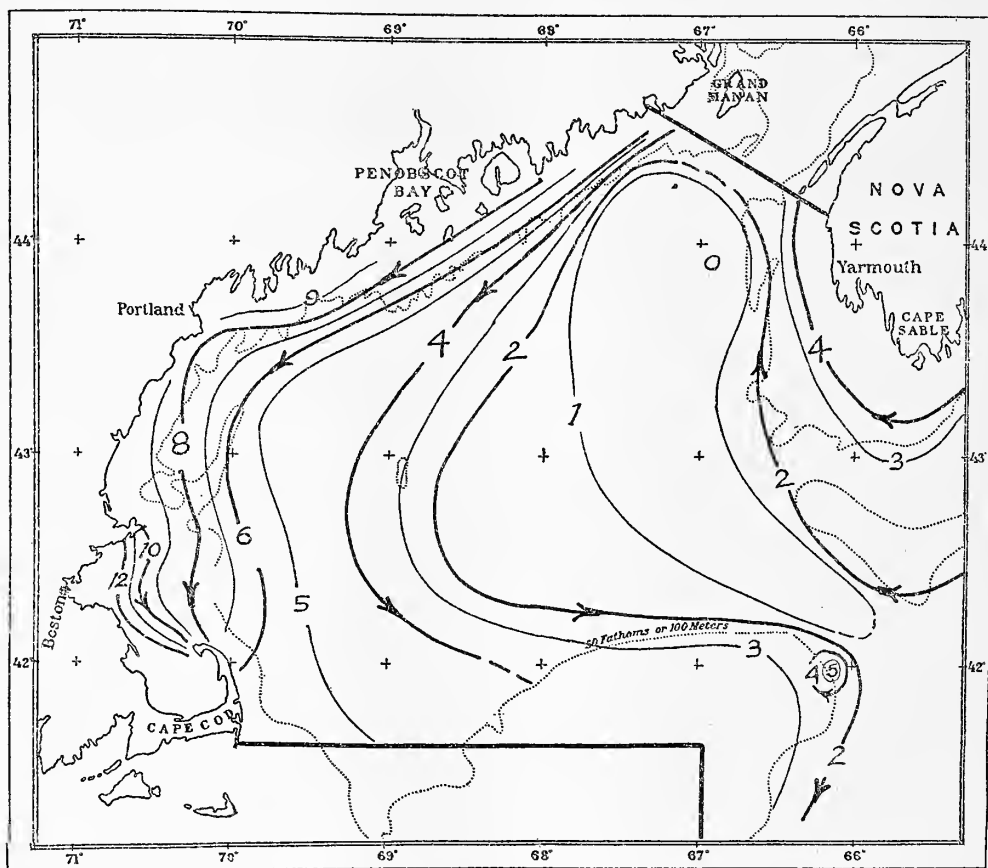 71° 70° 69° 68° 67° 66°
GRAND
MANAN
PENOBSCOT
BAY
NOVA
SCOTIA
44° 44°
0
Yarmouth
9
Portland
CAPE
SABLE
4 2 4
1
8 3
43° 43°
2
6
10
12
5
Boston
50 Fathoms or 100 Meters
42° 3 4 5 42°
CAPE COD
2
71° 70° 69° 68° 67° 66°